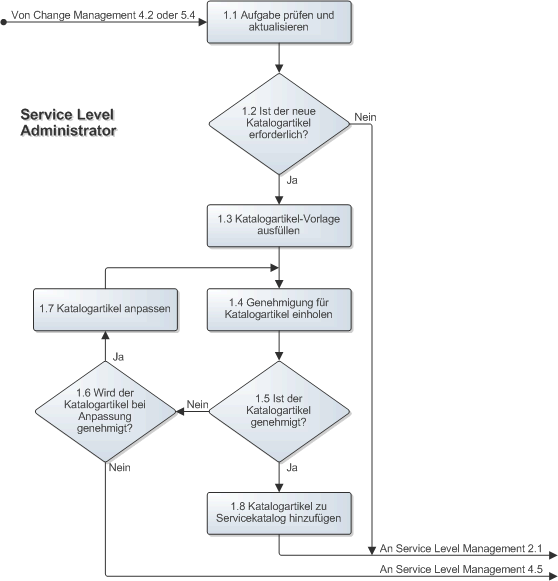 Von Change Management 4.2 oder 5.4
1.1 Aufgabe prüfen und
aktualisieren
Service Level
Administrator
1.2 Ist der neue
Katalogartikel
erforderlich?
Nein
Ja
1.3 Katalogartikel-Vorlage
ausfüllen
1.7 Katalogartikel anpassen
1.4 Genehmigung für
Katalogartikel einholen
Ja
1.6 Wird der
Katalogartikel bei
Anpassung
genehmigt?
Nein
1.5 Ist der
Katalogartikel
genehmigt?
Nein
Ja
1.8 Katalogartikel zu
Servicekatalog hinzufügen
An Service Level Management 2.1
An Service Level Management 4.5